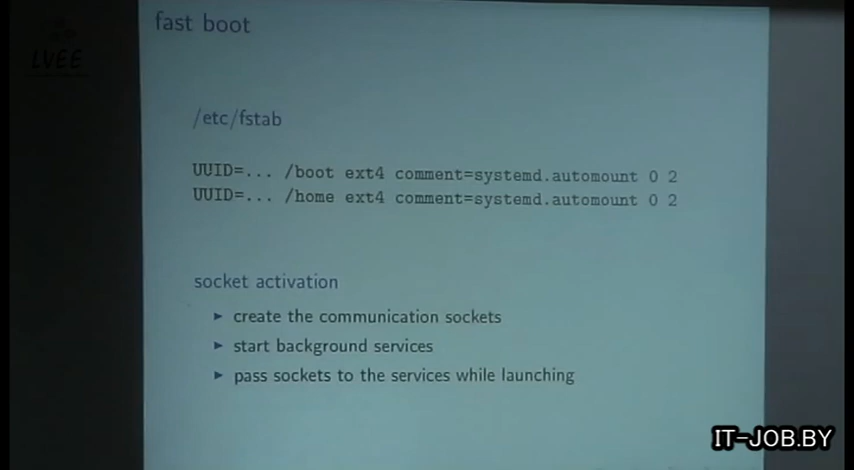 fast boot
LVEE
/etc/fstab
UUID=... /boot ext4 comment=systemd.automount 0 2
UUID=... /home ext4 comment=systemd.automount 0 2
socket activation
► create the communication sockets
► start background services
► pass sockets to the services while launching
IT-JOB.BY